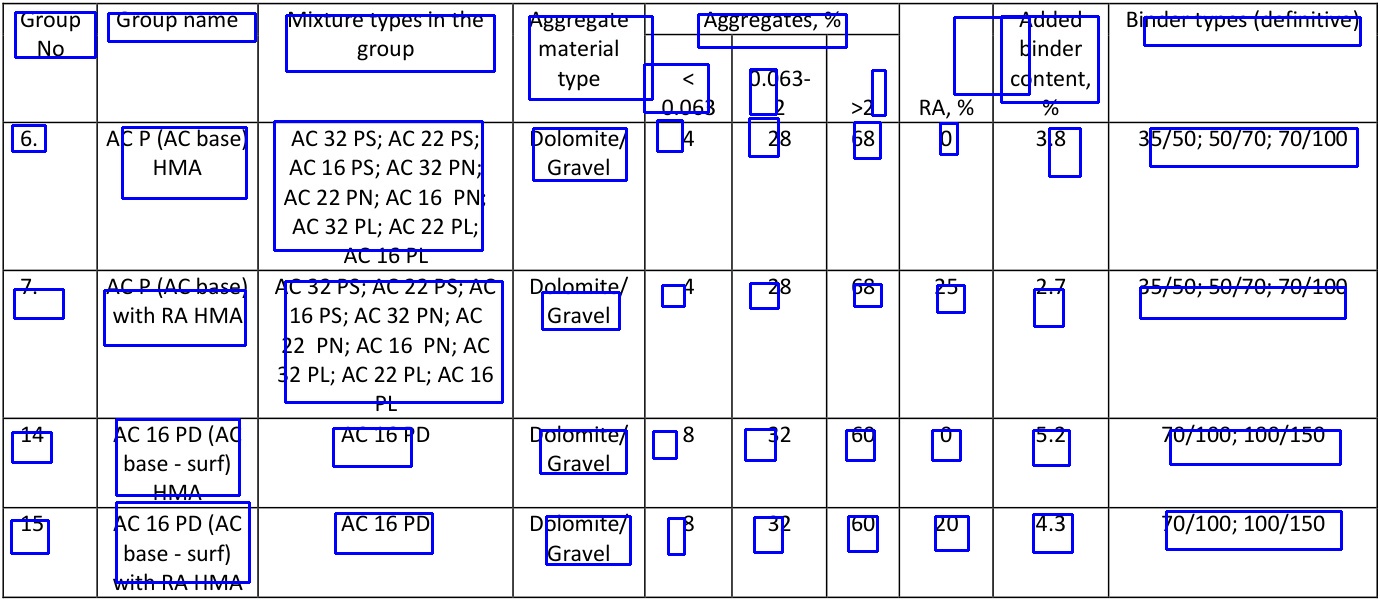 Group No | Group name | Mixture types in the group | Aggregate material type | Aggregates, % | RA, % | Added binder content, % | Binder types (definitive)
< 0.063 | 0.063-2 | >2
6. | AC P (AC base) HMA | AC 32 PS; AC 22 PS; AC 16 PS; AC 32 PN; AC 22 PN; AC 16 PN; AC 32 PL; AC 22 PL; AC 16 PL | Dolomite/ Gravel | 4 | 28 | 68 | 0 | 3.8 | 35/50; 50/70; 70/100
7. | AC P (AC base) with RA HMA | AC 32 PS; AC 22 PS; AC 16 PS; AC 32 PN; AC 22 PN; AC 16 PN; AC 32 PL; AC 22 PL; AC 16 PL | Dolomite/ Gravel | 4 | 28 | 68 | 25 | 2.7 | 35/50; 50/70; 70/100
14 | AC 16 PD (AC base - surf) HMA | AC 16 PD | Dolomite/ Gravel | 8 | 32 | 60 | 0 | 5.2 | 70/100; 100/150
15 | AC 16 PD (AC base - surf) with RA HMA | AC 16 PD | Dolomite/ Gravel | 8 | 32 | 60 | 20 | 4.3 | 70/100; 100/150